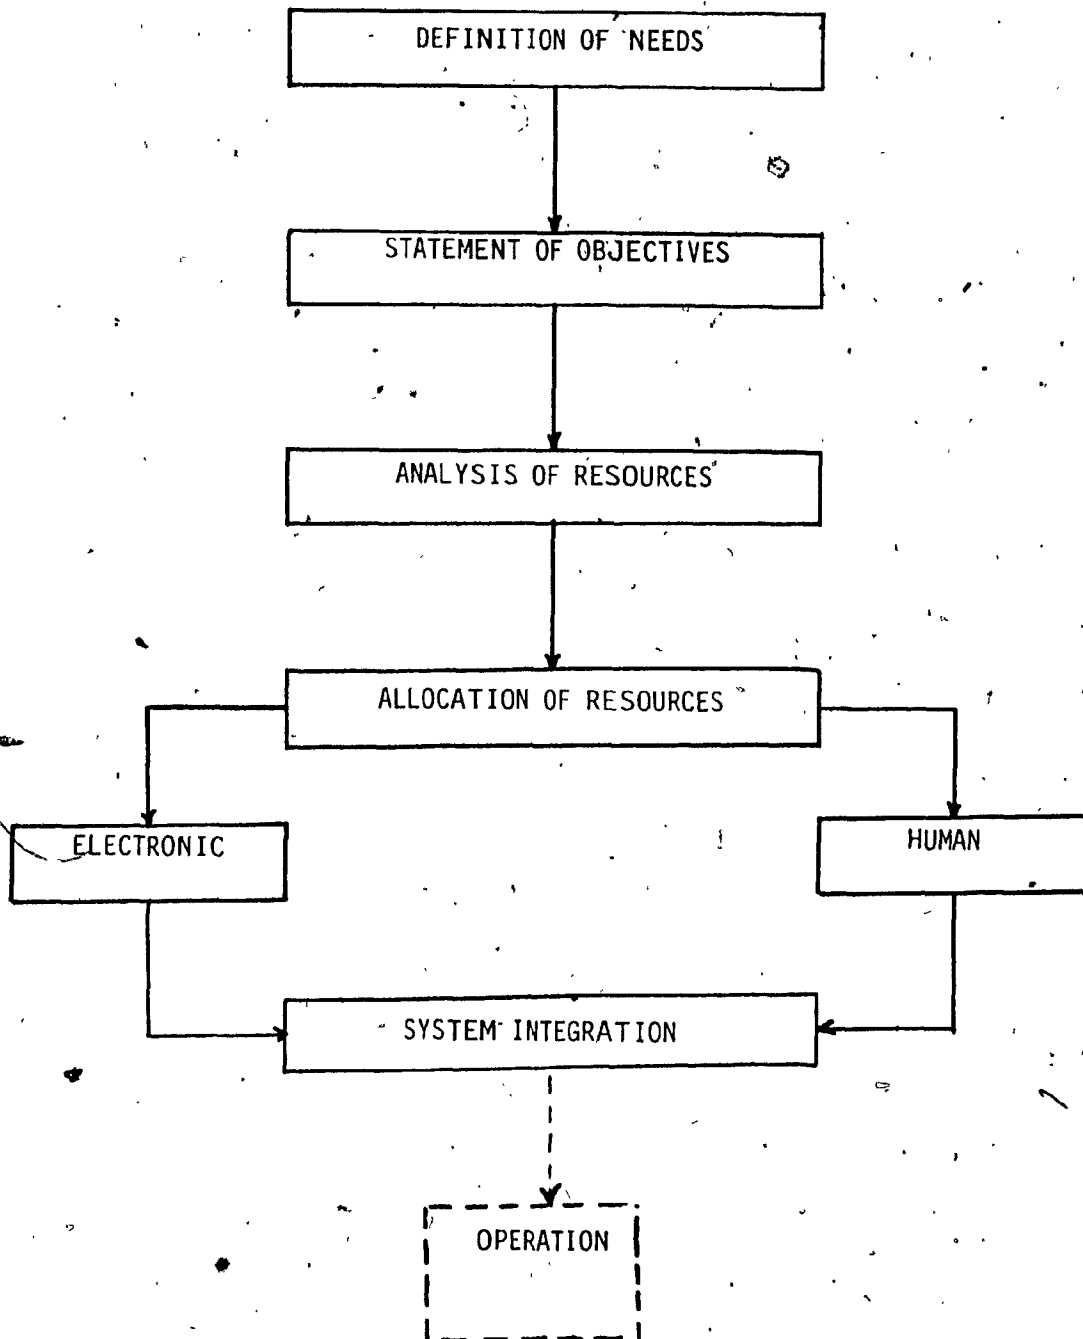 DEFINITION OF NEEDS
STATEMENT OF OBJECTIVES
ANALYSIS OF RESOURCES
ALLOCATION OF RESOURCES
ELECTRONIC
HUMAN
SYSTEM INTEGRATION
OPERATION